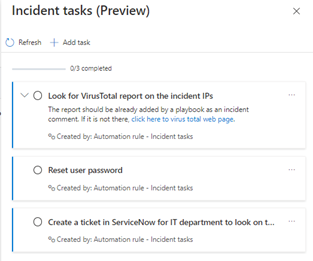 Incident tasks (Preview)
Refresh
Add task
0/3 completed
Look for VirusTotal report on the incident IPs
The report should be already added by a playbook as an incident
comment. If it is not there, click here to virus total web page.
Created by: Automation rule - Incident tasks
Reset user password
Created by: Automation rule - Incident tasks
Create a ticket in ServiceNow for IT department to look on t...
Created by: Automation rule - Incident tasks